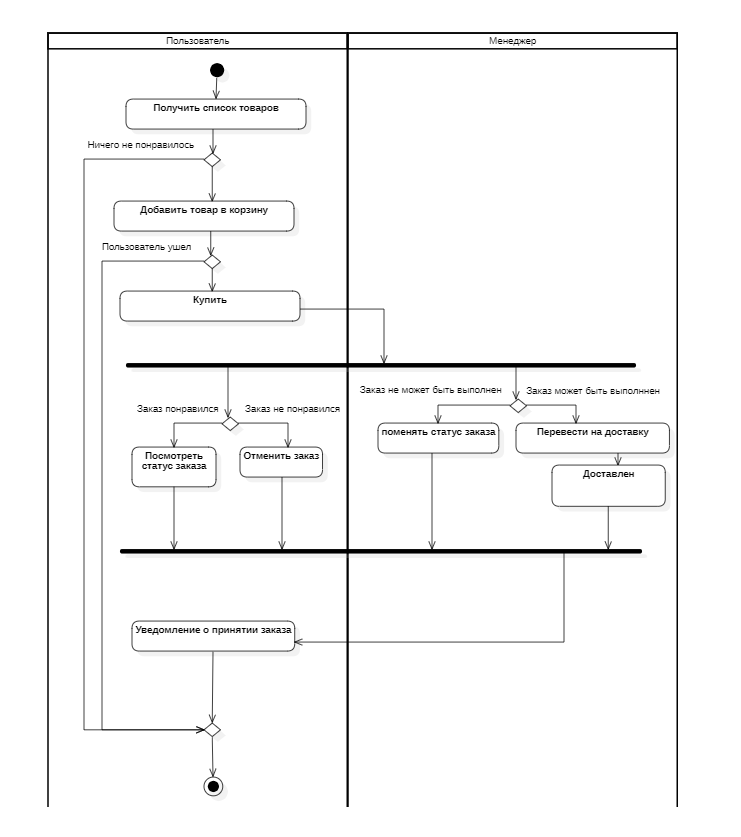 Пользователь
Менеджер
Получить список товаров
Ничего не понравилось
Добавить товар в корзину
Пользователь ушел
Купить
Заказ не может быть выполнен
Заказ может быть выполннен
Заказ понравился
Заказ не понравился
поменять статус заказа
Перевести на доставку
Посмотреть
статус заказа
Отменить заказ
Доставлен
Уведомление о принятии заказа